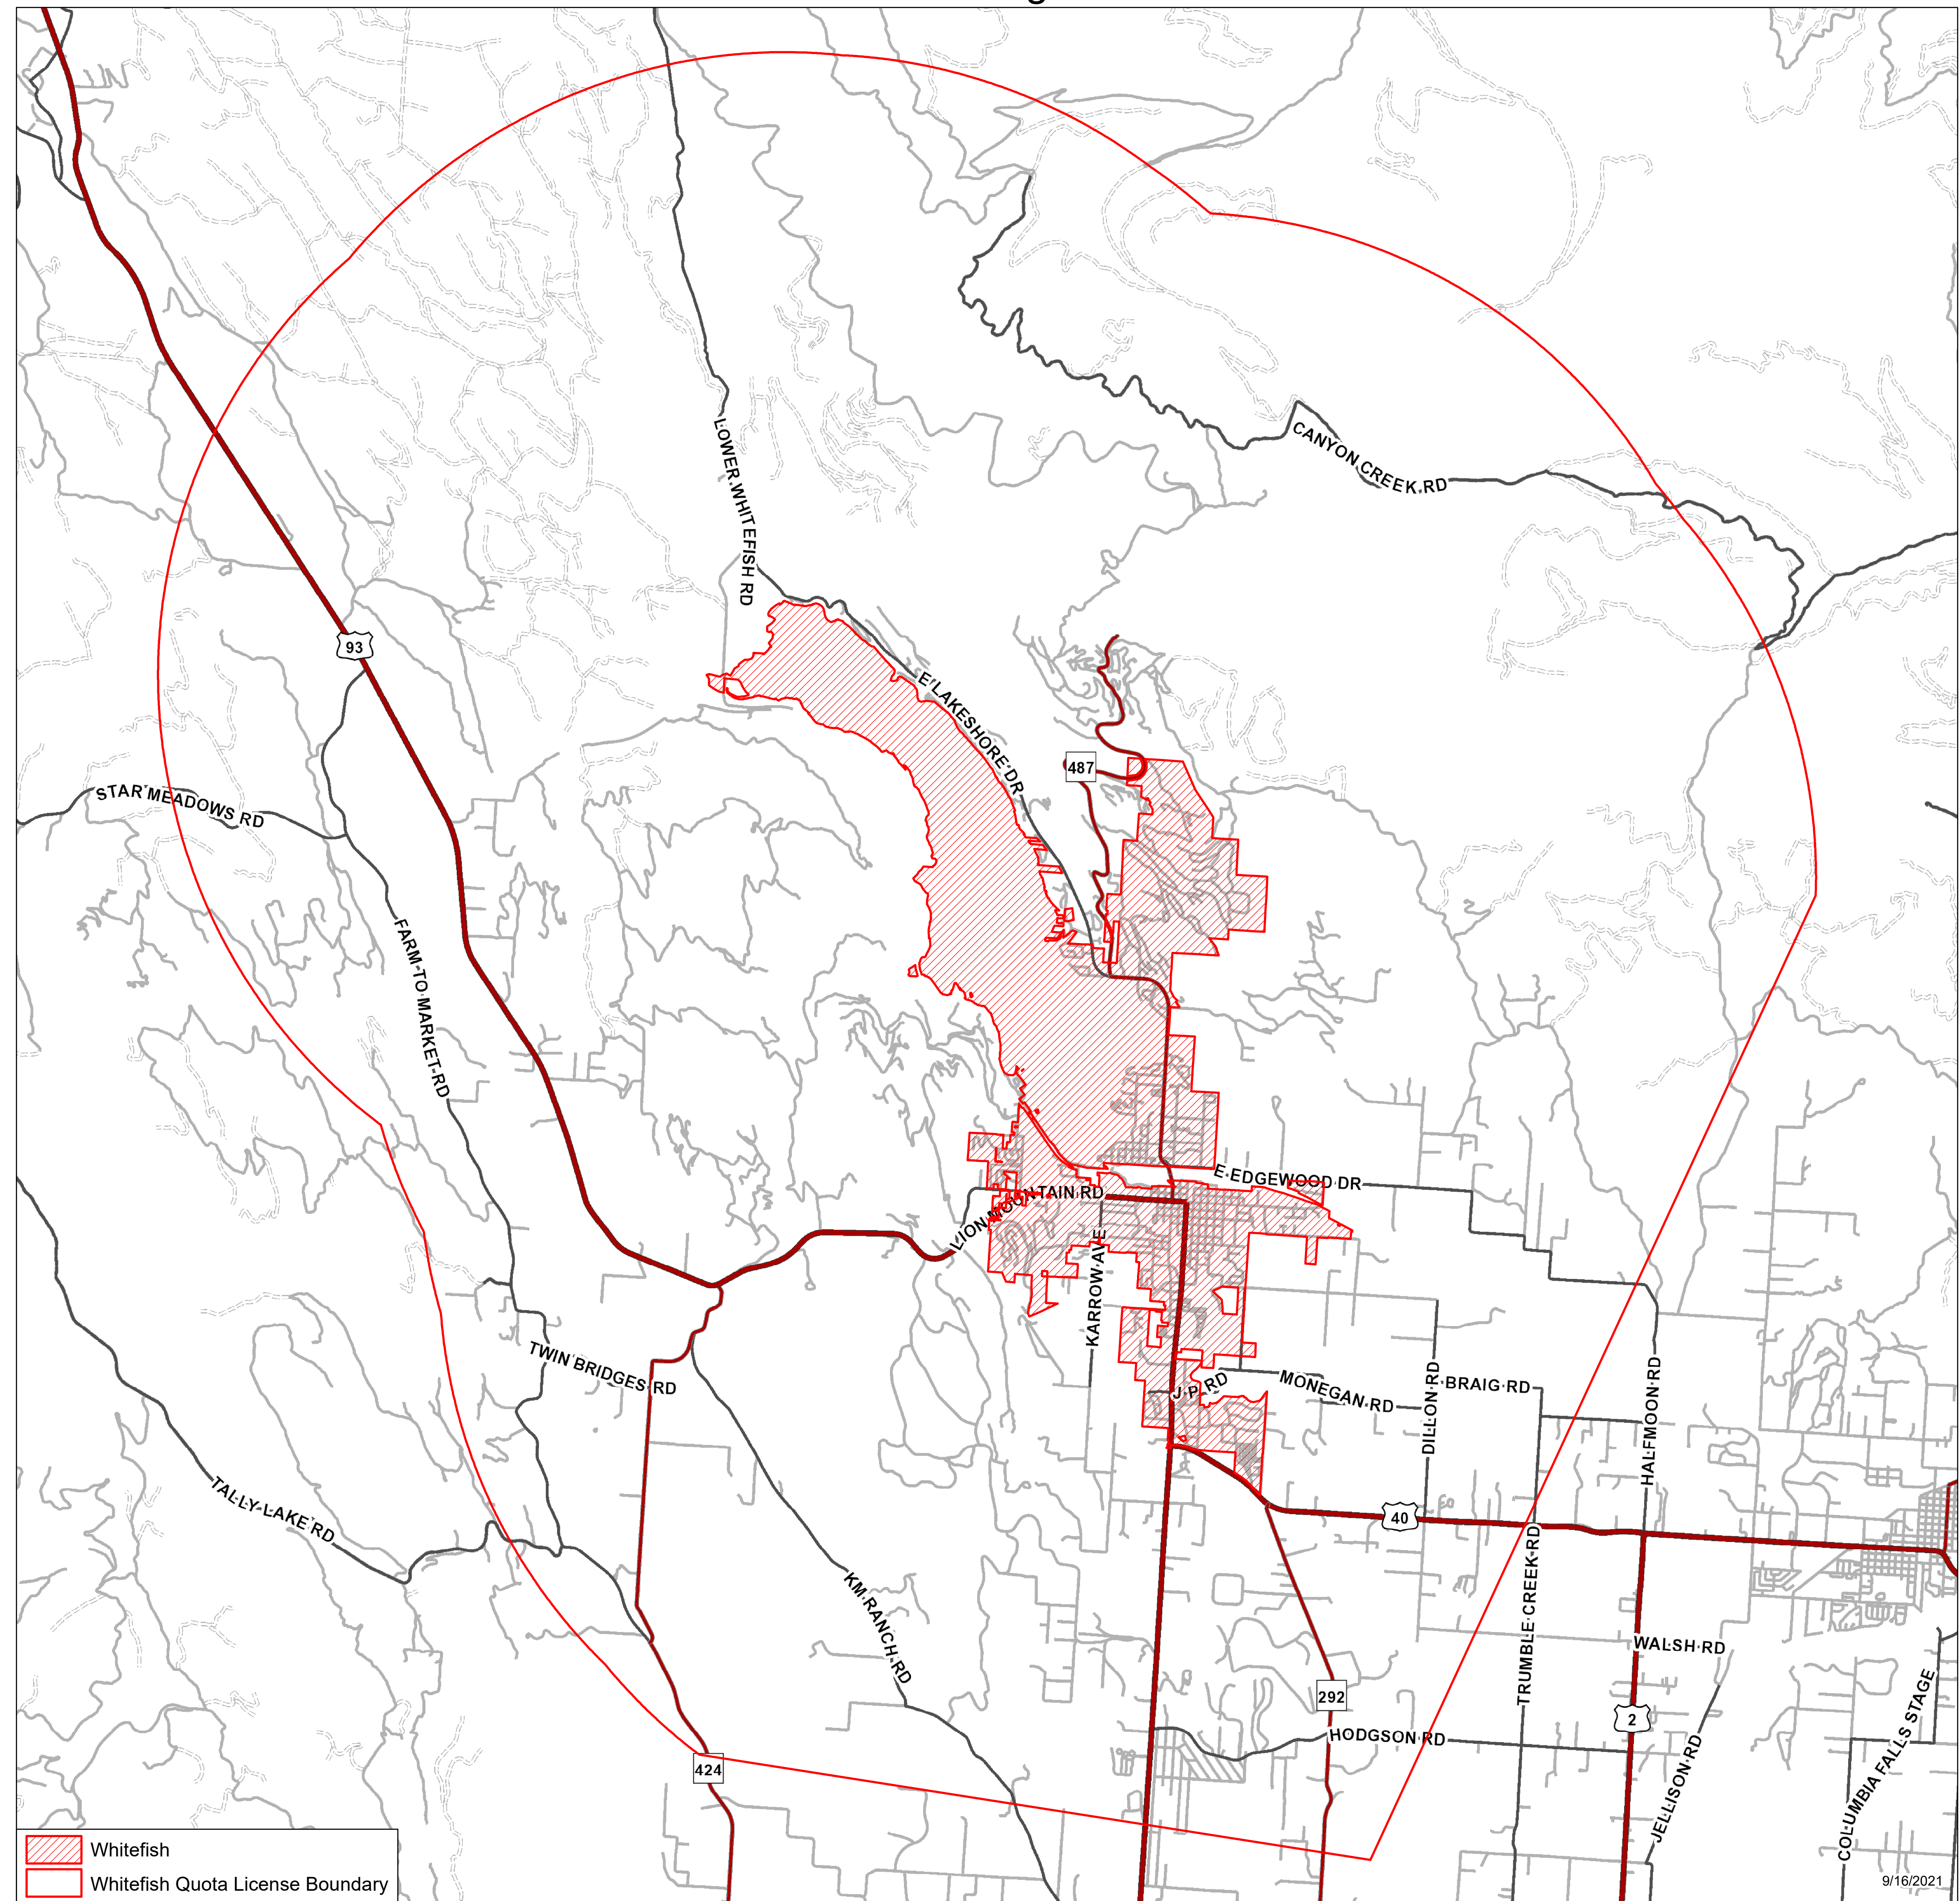 CANYON CREEK RD
LOWER WHITEFISH RD
93
E LAKESHORE DR
487
STAR MEADOWS RD
FARM TO MARKET RD
E EDGEWOOD DR
LION MOUNTAIN RD
KARROW AVE
TWIN BRIDGES RD
J P RD
MONEGAN RD
DILLON RD
BRAIG RD
HALFMOON RD
TALLY LAKE RD
40
KM RANCH RD
TRUMBLE CREEK RD
WALSH RD
292
2
HODGSON RD
JELLISON RD
COLUMBIA FALLS STAGE
424
Whitefish
Whitefish Quota License Boundary
9/16/2021